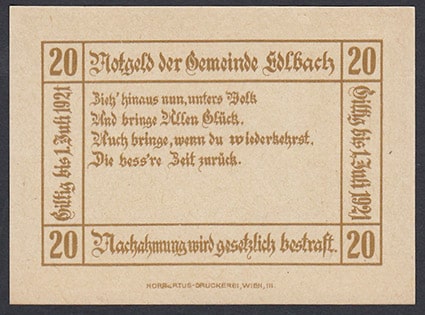 20 Notgeld der Gemeinde Edlbach 20
Zieh' hinaus nun, unters Volk
Und bringe Allen Glück.
Auch bringe, wenn du wiederkehrst.
Die bess're Zeit zurück.
Giltig bis 1. Juli 1921
Giltig bis 1. Juli 1921
20 Nachahmung wird gesetzlich bestraft. 20
NORBERTUS-DRUCKEREI, WIEN, III.